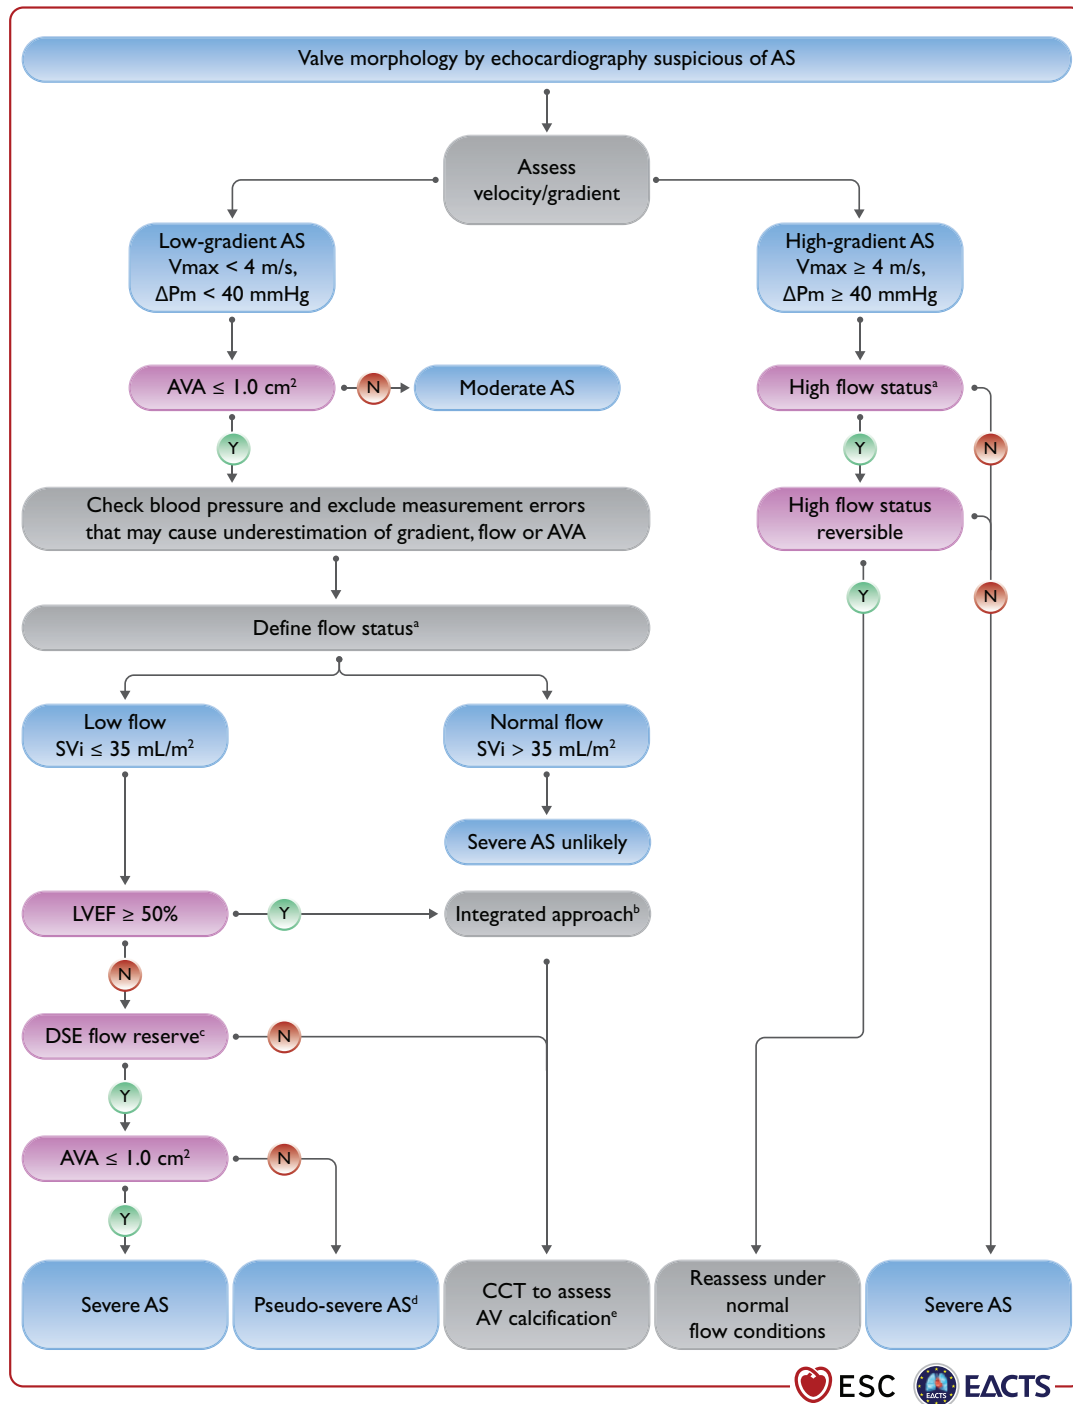 Valve morphology by echocardiography suspicious of AS
Assess
velocity/gradient
Low-gradient AS
Vmax < 4 m/s,
ΔPm < 40 mmHg
High-gradient AS
Vmax ≥ 4 m/s,
ΔPm ≥ 40 mmHg
AVA ≤ 1.0 cm²
N
Moderate AS
High flow statusᵃ
Y
Y
N
Check blood pressure and exclude measurement errors
that may cause underestimation of gradient, flow or AVA
High flow status
reversible
Y
N
Define flow statusᵃ
Low flow
SVi ≤ 35 mL/m²
Normal flow
SVi > 35 mL/m²
Severe AS unlikely
LVEF ≥ 50%
Y
Integrated approachᵇ
N
DSE flow reserveᶜ
N
Y
AVA ≤ 1.0 cm²
N
Y
Severe AS
Pseudo-severe ASᵈ
CCT to assess
AV calcificationᵉ
Reassess under
normal
flow conditions
Severe AS
ESC
EACTS
EΔCTS